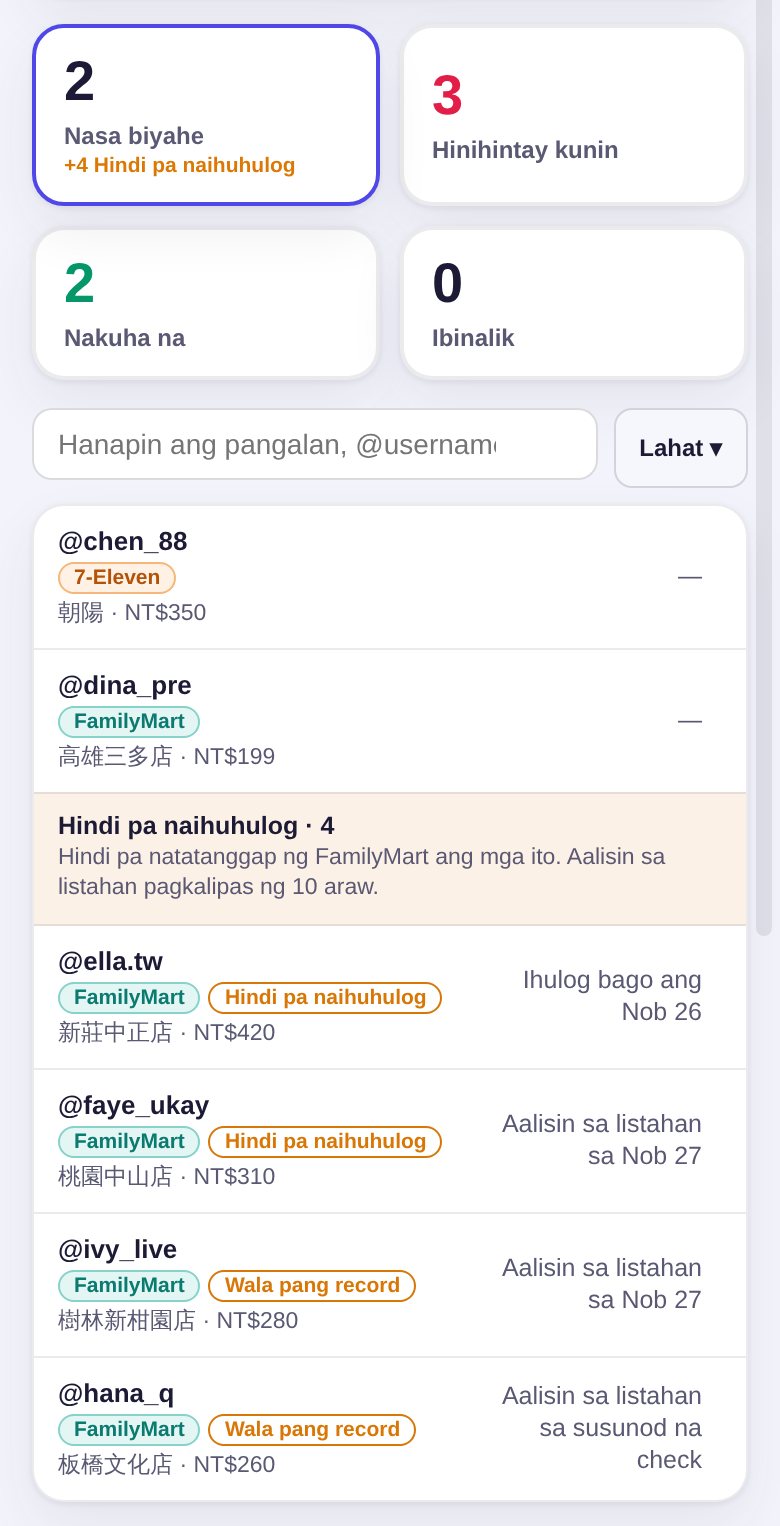 2
Nasa biyahe
+4 Hindi pa naihuhulog
3
Hinihintay kunin
2
Nakuha na
0
Ibinalik
Hanapin ang pangalan, @username
Lahat ▾
@chen_88
7-Eleven
朝陽 · NT$350
—
@dina_pre
FamilyMart
高雄三多店 · NT$199
—
Hindi pa naihuhulog · 4
Hindi pa natatanggap ng FamilyMart ang mga ito. Aalisin sa
listahan pagkalipas ng 10 araw.
@ella.tw
FamilyMart Hindi pa naihuhulog
新莊中正店 · NT$420
Ihulog bago ang
Nob 26
@faye_ukay
FamilyMart Hindi pa naihuhulog
桃園中山店 · NT$310
Aalisin sa listahan
sa Nob 27
@ivy_live
FamilyMart Wala pang record
樹林新柑園店 · NT$280
Aalisin sa listahan
sa Nob 27
@hana_q
FamilyMart Wala pang record
板橋文化店 · NT$260
Aalisin sa listahan
sa susunod na
check